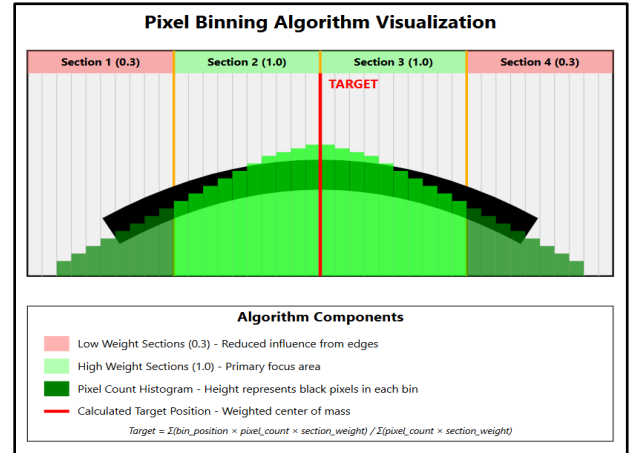 Pixel Binning Algorithm Visualization
Section 1 (0.3) Section 2 (1.0) Section 3 (1.0) Section 4 (0.3)
TARGET
Algorithm Components
Low Weight Sections (0.3) - Reduced influence from edges
High Weight Sections (1.0) - Primary focus area
Pixel Count Histogram - Height represents black pixels in each bin
Calculated Target Position - Weighted center of mass
Target = Σ(bin_position × pixel_count × section_weight) / Σ(pixel_count × section_weight)